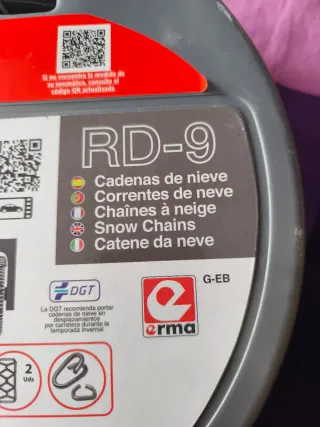 Si no encuentra la medida de
su neumático, consulte el
código QR actualizado.
RD-9
Cadenas de nieve
Correntes de neve
Chaînes à neige
Snow Chains
Catene da neve
DGT
La DGT recomienda portar
cadenas de nieve en
desplazamientos
por carretera durante la
temporada invernal
G-EB
e
erma
2
Uds